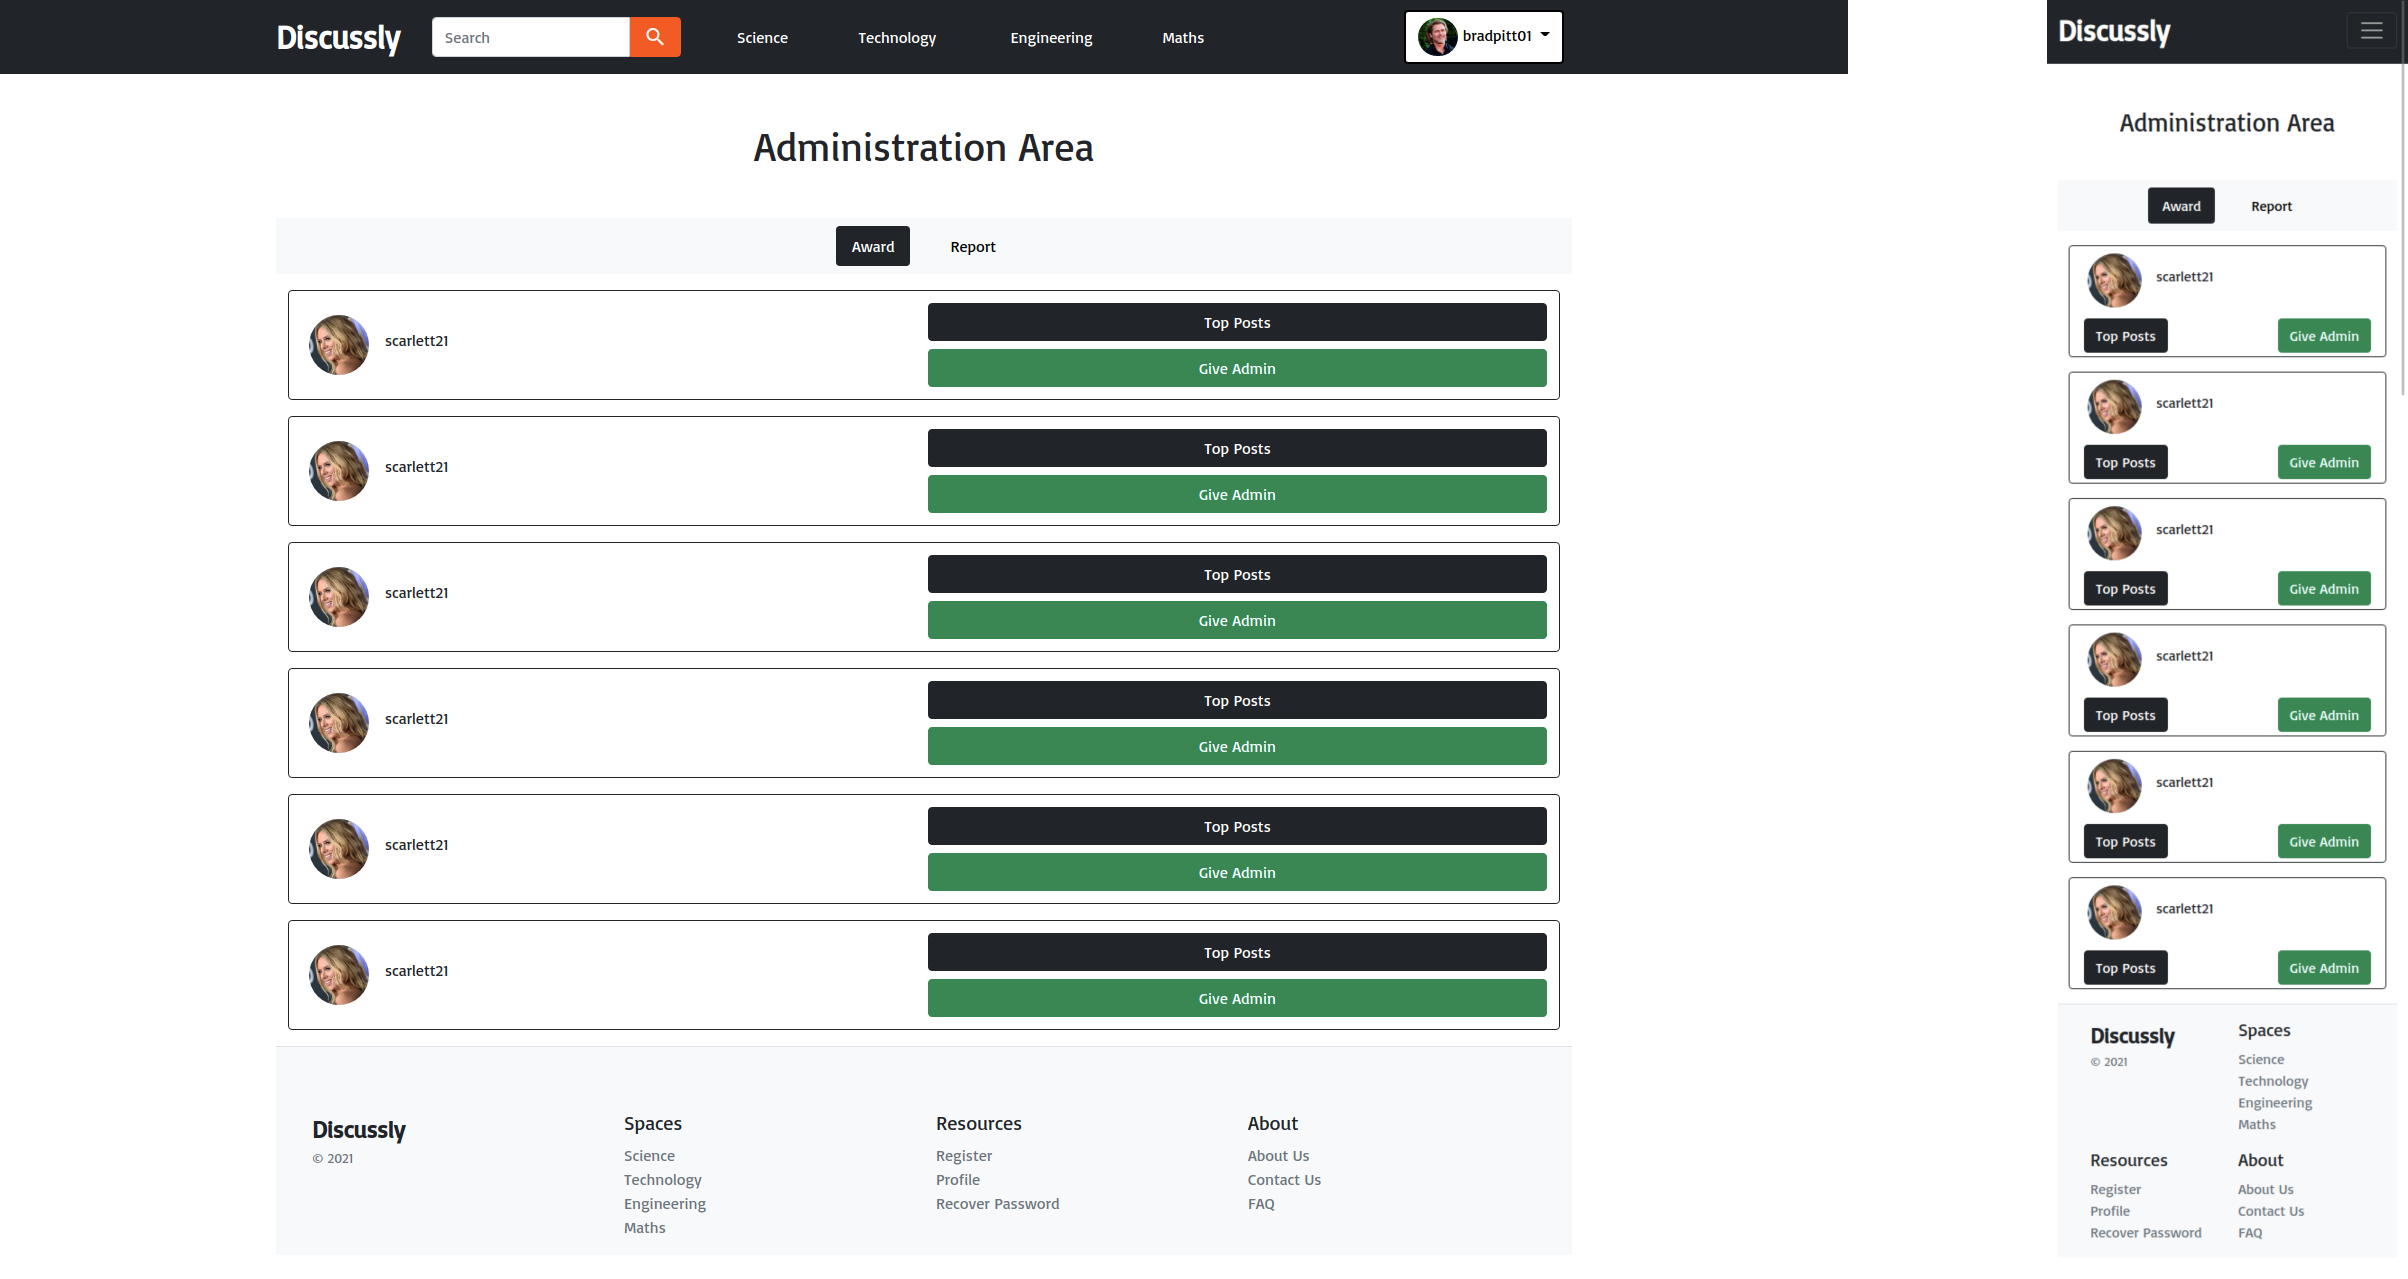 Discussly
Search
Science
Technology
Engineering
Maths
bradpitt01
Administration Area
Award
Report
scarlett21
Top Posts
Give Admin
scarlett21
Top Posts
Give Admin
scarlett21
Top Posts
Give Admin
scarlett21
Top Posts
Give Admin
scarlett21
Top Posts
Give Admin
scarlett21
Top Posts
Give Admin
Discussly
© 2021
Spaces
Science
Technology
Engineering
Maths
Resources
Register
Profile
Recover Password
About
About Us
Contact Us
FAQ
Discussly
Administration Area
Award
Report
scarlett21
Top Posts
Give Admin
scarlett21
Top Posts
Give Admin
scarlett21
Top Posts
Give Admin
scarlett21
Top Posts
Give Admin
scarlett21
Top Posts
Give Admin
scarlett21
Top Posts
Give Admin
Discussly
© 2021
Spaces
Science
Technology
Engineering
Maths
Resources
Register
Profile
Recover Password
About
About Us
Contact Us
FAQ